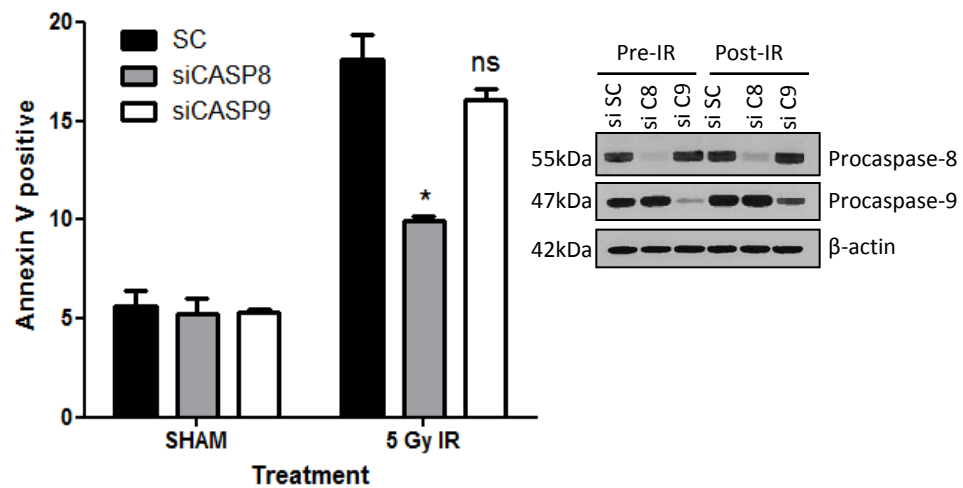 20
15
10
5
0
Annexin V positive
SC
siCASP8
siCASP9
*
ns
SHAM
5 Gy IR
Treatment
Pre-IR Post-IR
si SC si C8 si C9 si SC si C8 si C9
55kDa Procaspase-8
47kDa Procaspase-9
42kDa β-actin